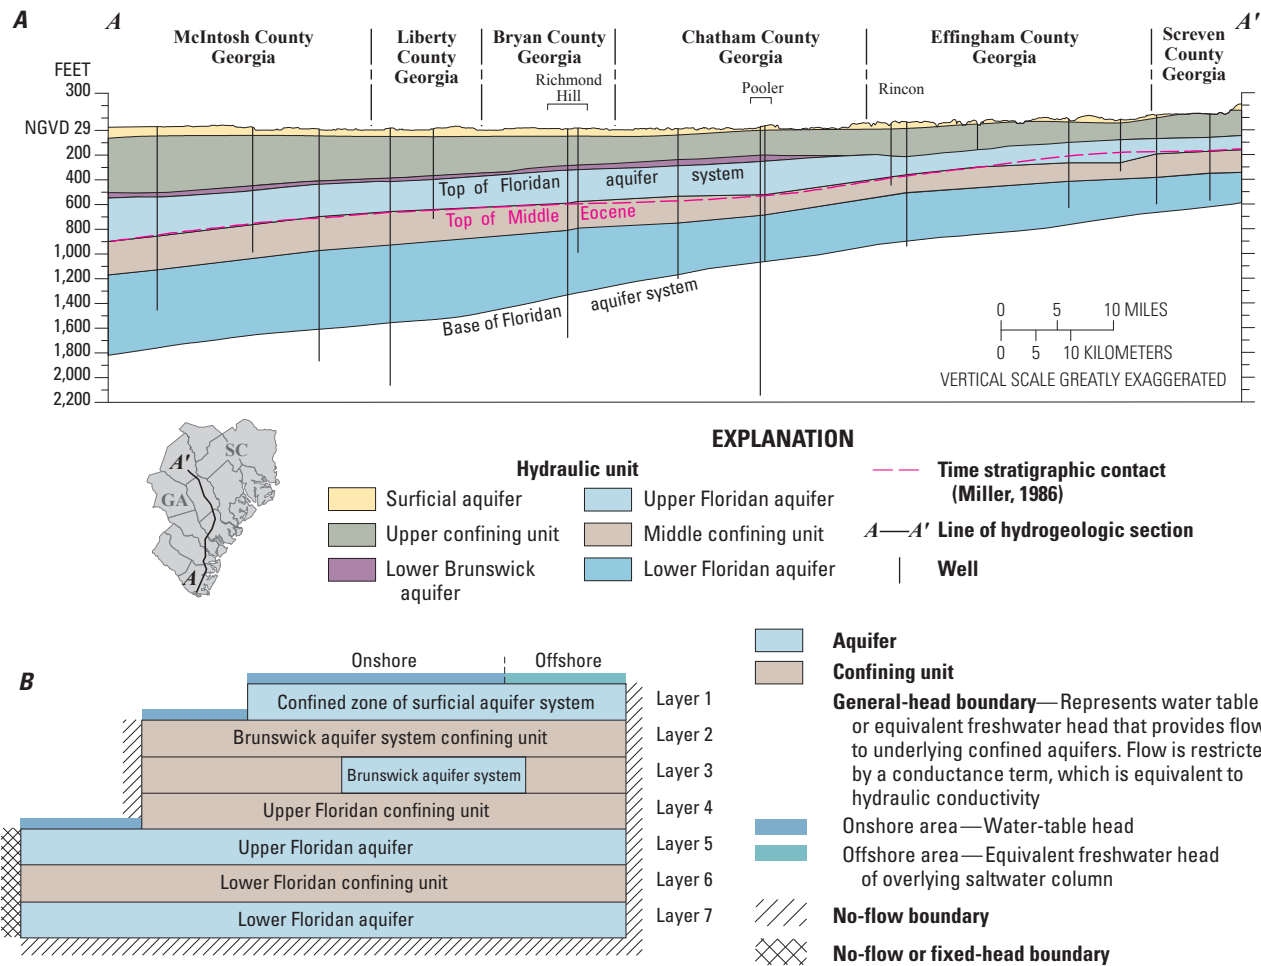 A
A
A'
McIntosh County
Georgia
Liberty
County
Georgia
Bryan County
Georgia
Chatham County
Georgia
Effingham County
Georgia
Screven
County
Georgia
Richmond
Hill
Pooler
Rincon
FEET
300
NGVD 29
200
400
600
800
1,000
1,200
1,400
1,600
1,800
2,000
2,200
Top of Floridan aquifer system
Top of Middle Eocene
Base of Floridan aquifer system
0 5 10 MILES
0 5 10 KILOMETERS
VERTICAL SCALE GREATLY EXAGGERATED
A'
SC
GA
A
EXPLANATION
Hydraulic unit
Surficial aquifer
Upper confining unit
Lower Brunswick
aquifer
Upper Floridan aquifer
Middle confining unit
Lower Floridan aquifer
Time stratigraphic contact
(Miller, 1986)
A—A' Line of hydrogeologic section
Well
B
Onshore
Offshore
Confined zone of surficial aquifer system
Layer 1
Brunswick aquifer system confining unit
Layer 2
Brunswick aquifer system
Layer 3
Upper Floridan confining unit
Layer 4
Upper Floridan aquifer
Layer 5
Lower Floridan confining unit
Layer 6
Lower Floridan aquifer
Layer 7
Aquifer
Confining unit
General-head boundary—Represents water table
or equivalent freshwater head that provides flow
to underlying confined aquifers. Flow is restricte
by a conductance term, which is equivalent to
hydraulic conductivity
Onshore area—Water-table head
Offshore area—Equivalent freshwater head
of overlying saltwater column
No-flow boundary
No-flow or fixed-head boundary